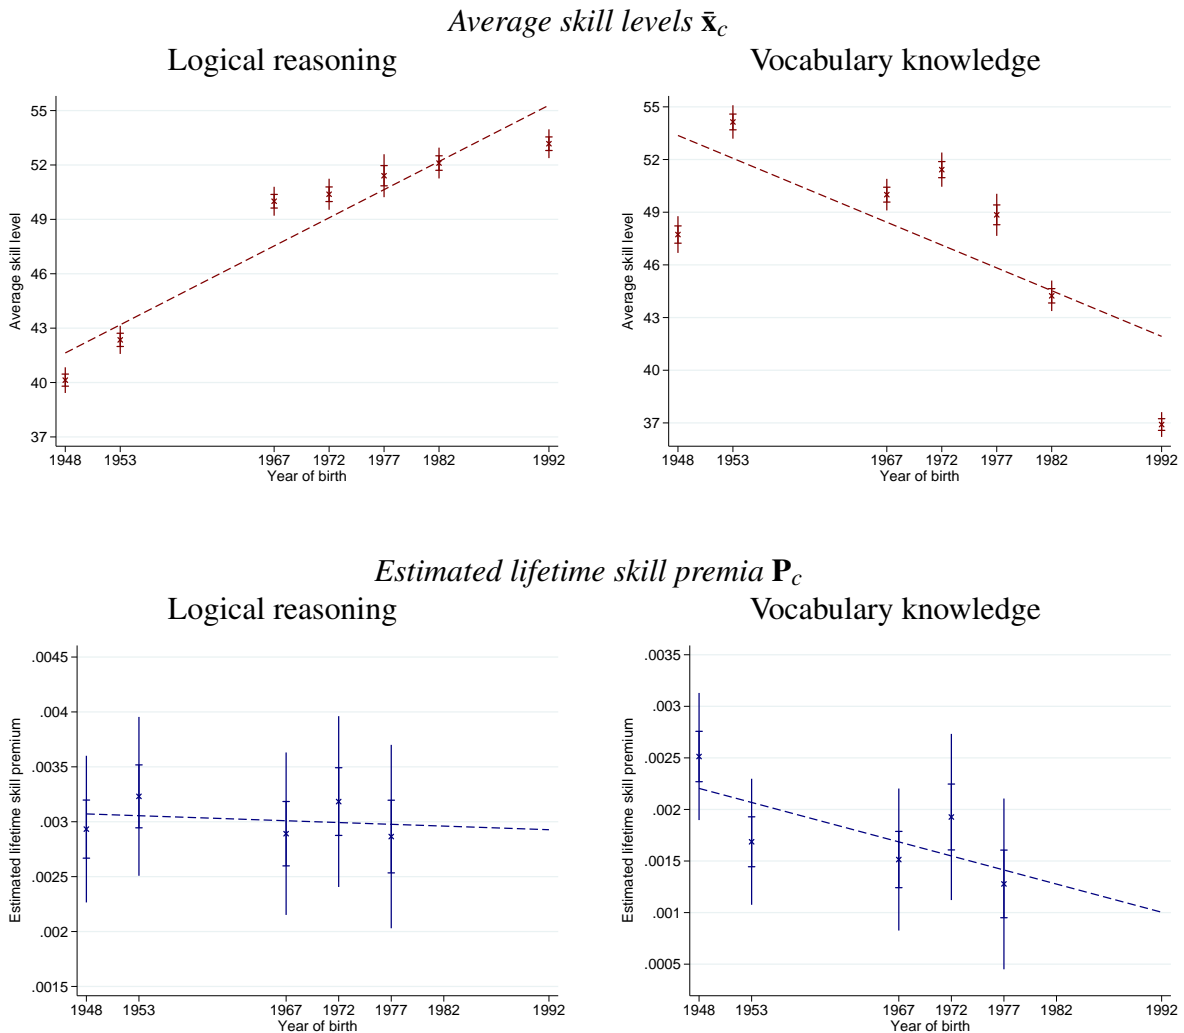 Average skill levels x̄c
Logical reasoning
Vocabulary knowledge
55
52
49
46
43
40
37
Average skill level
1948 1953 1967 1972 1977 1982 1992
Year of birth
55
52
49
46
43
40
37
Average skill level
1948 1953 1967 1972 1977 1982 1992
Year of birth
Estimated lifetime skill premia Pc
Logical reasoning
Vocabulary knowledge
.0045
.004
.0035
.003
.0025
.002
.0015
Estimated lifetime skill premium
1948 1953 1967 1972 1977 1982 1992
Year of birth
.0035
.003
.0025
.002
.0015
.001
.0005
Estimated lifetime skill premium
1948 1953 1967 1972 1977 1982 1992
Year of birth